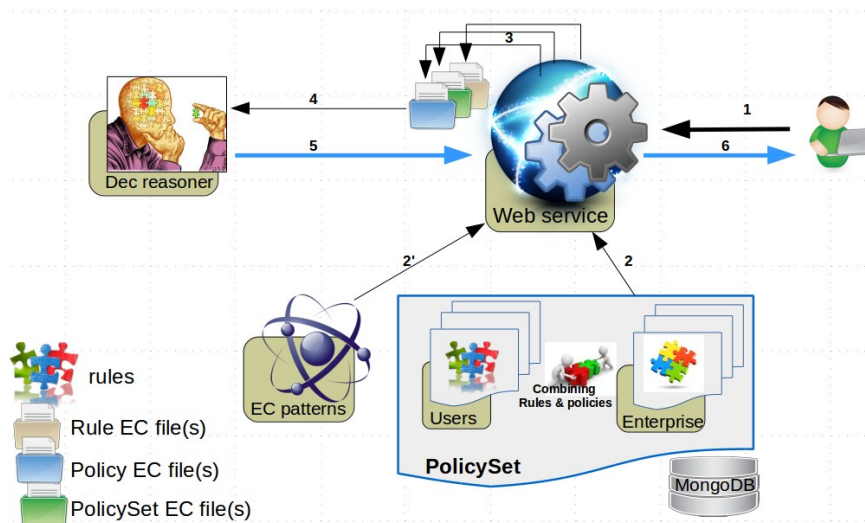 3
4
1
5
6
Dec reasoner
Web service
2'
2
rules
EC patterns
Users
Combining
Rules & policies
Enterprise
Rule EC file(s)
Policy EC file(s)
PolicySet
MongoDB
PolicySet EC file(s)